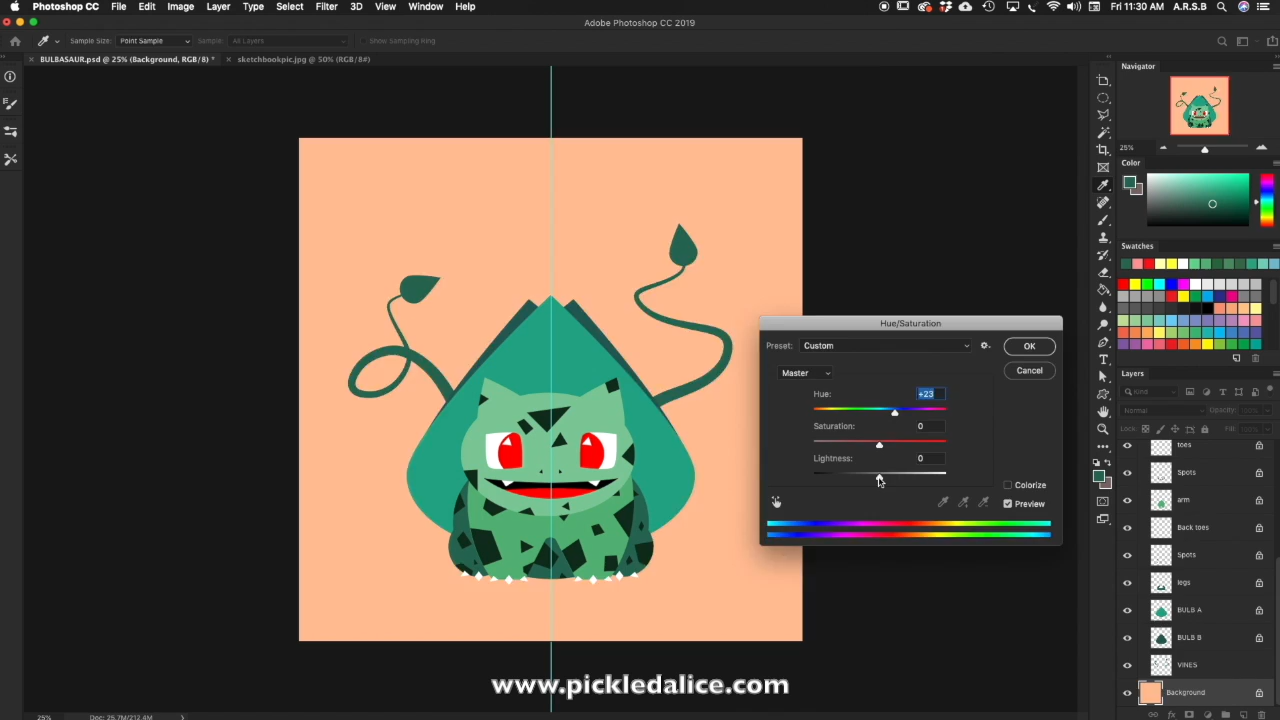 Photoshop CC File Edit Image Layer Type Select Filter 3D View Window Help Fri 11:30 AM A.R.S.B
Adobe Photoshop CC 2019
Sample Size: Point Sample Sample: All Layers Show Sampling Ring
BULBASAUR.psd @ 25% (Background, RGB/8) * sketchbookpic.jpg @ 50% (RGB/8#)
Navigator
25%
Color
Swatches
Hue/Saturation
Preset: Custom OK
Master Cancel
Hue: +23
Saturation: 0
Lightness: 0
Colorize
Preview
Layers
Kind
Normal Opacity: 100%
Lock: Fill: 100%
toes
Spots
arm
Back toes
Spots
legs
BULB A
BULB B
VINES
Background
www.pickledalice.com
25% Doc: 25.7M/212.4M